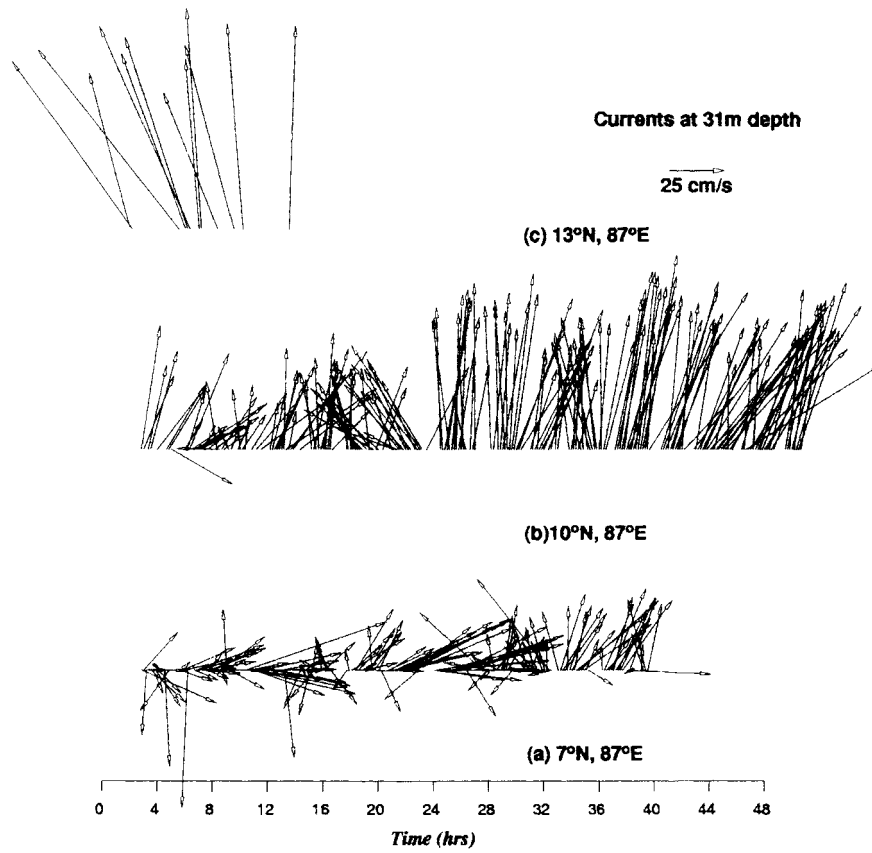 Currents at 31m depth
25 cm/s
(c) 13°N, 87°E
(b)10°N, 87°E
(a) 7°N, 87°E
0 4 8 12 16 20 24 28 32 36 40 44 48
Time (hrs)